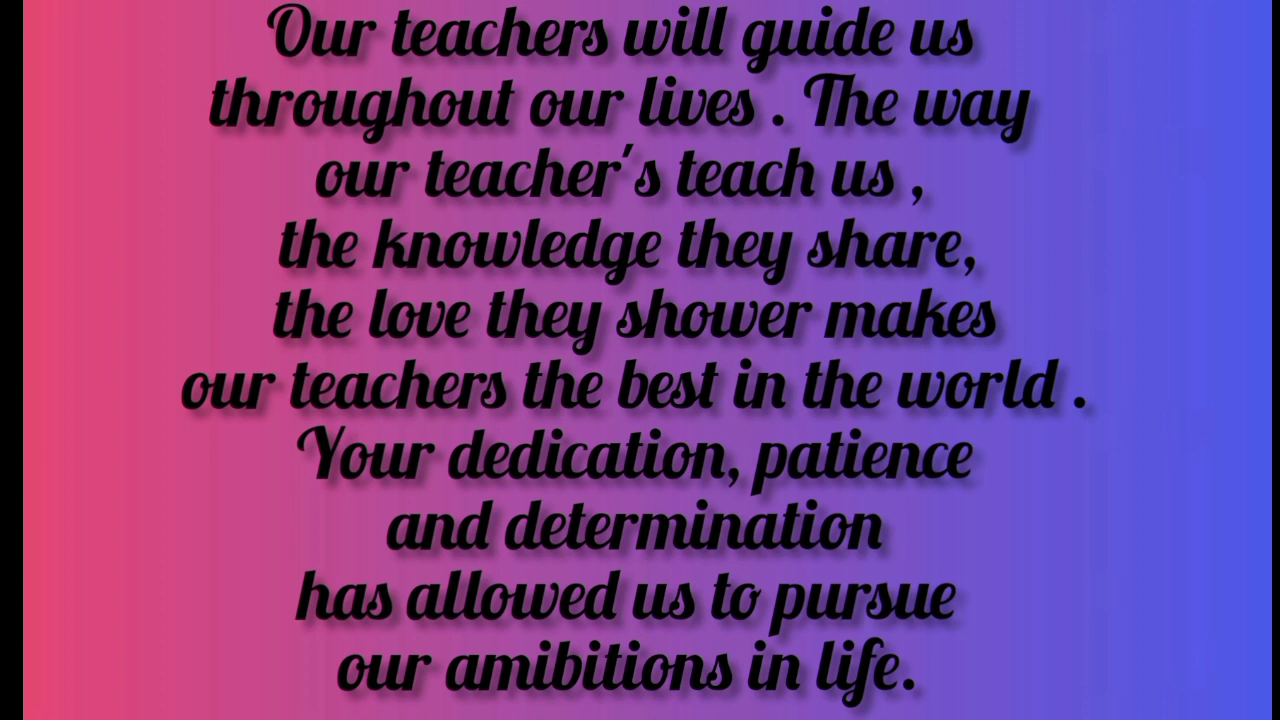 Our teachers will guide us
throughout our lives . The way
our teacher's teach us ,
the knowledge they share,
the love they shower makes
our teachers the best in the world .
Your dedication, patience
and determination
has allowed us to pursue
our amibitions in life.